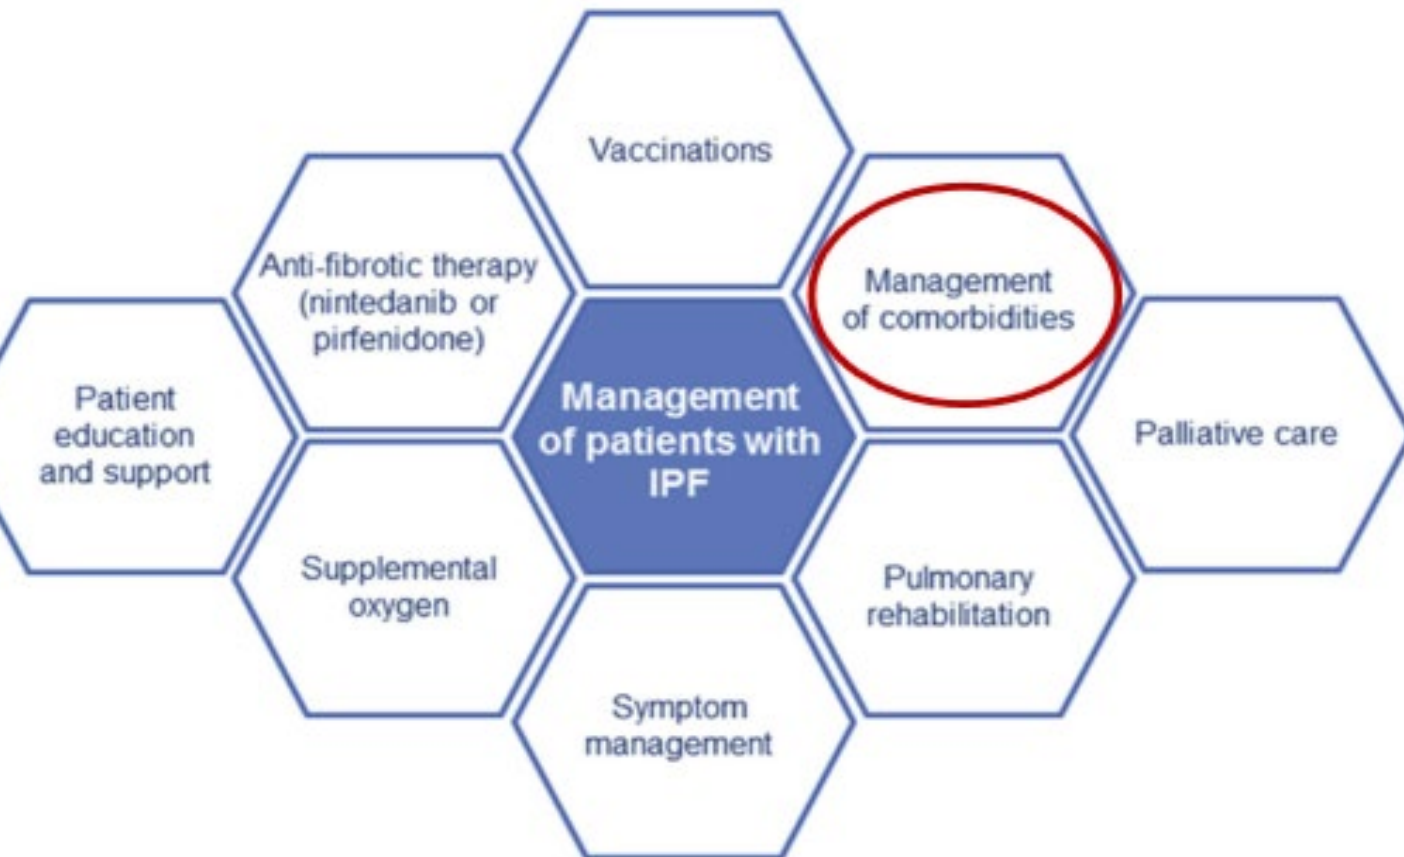 Vaccinations
Anti-fibrotic therapy
(nintedanib or
pirfenidone)
Management
of comorbidities
Patient
education
and support
Management
of patients with
IPF
Palliative care
Supplemental
oxygen
Pulmonary
rehabilitation
Symptom
management